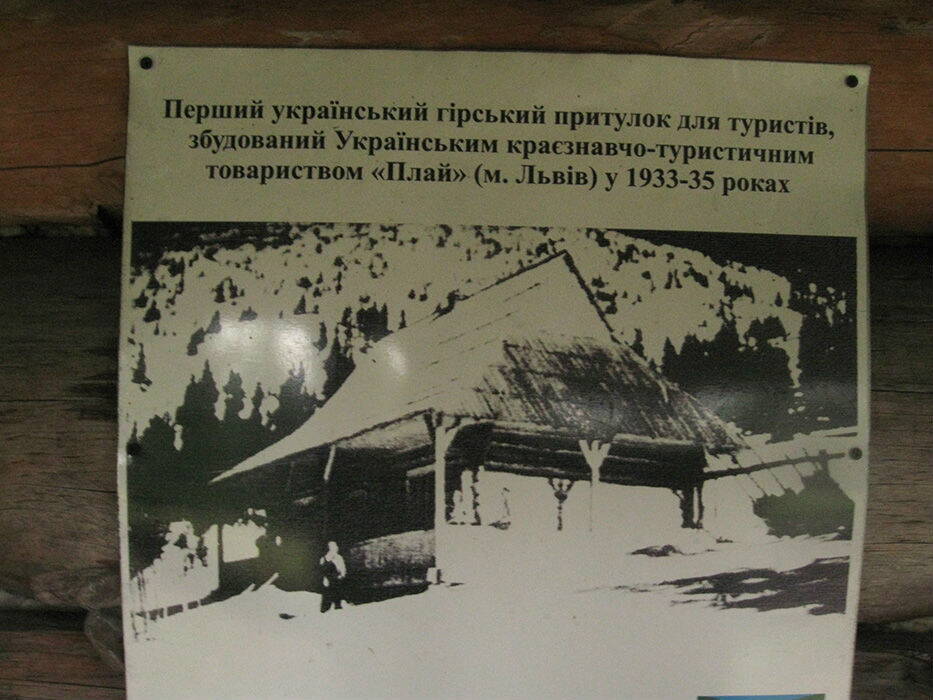 Перший український гірський притулок для туристів,
збудований Українським краєзнавчо-туристичним
товариством «Плай» (м. Львів) у 1933-35 роках